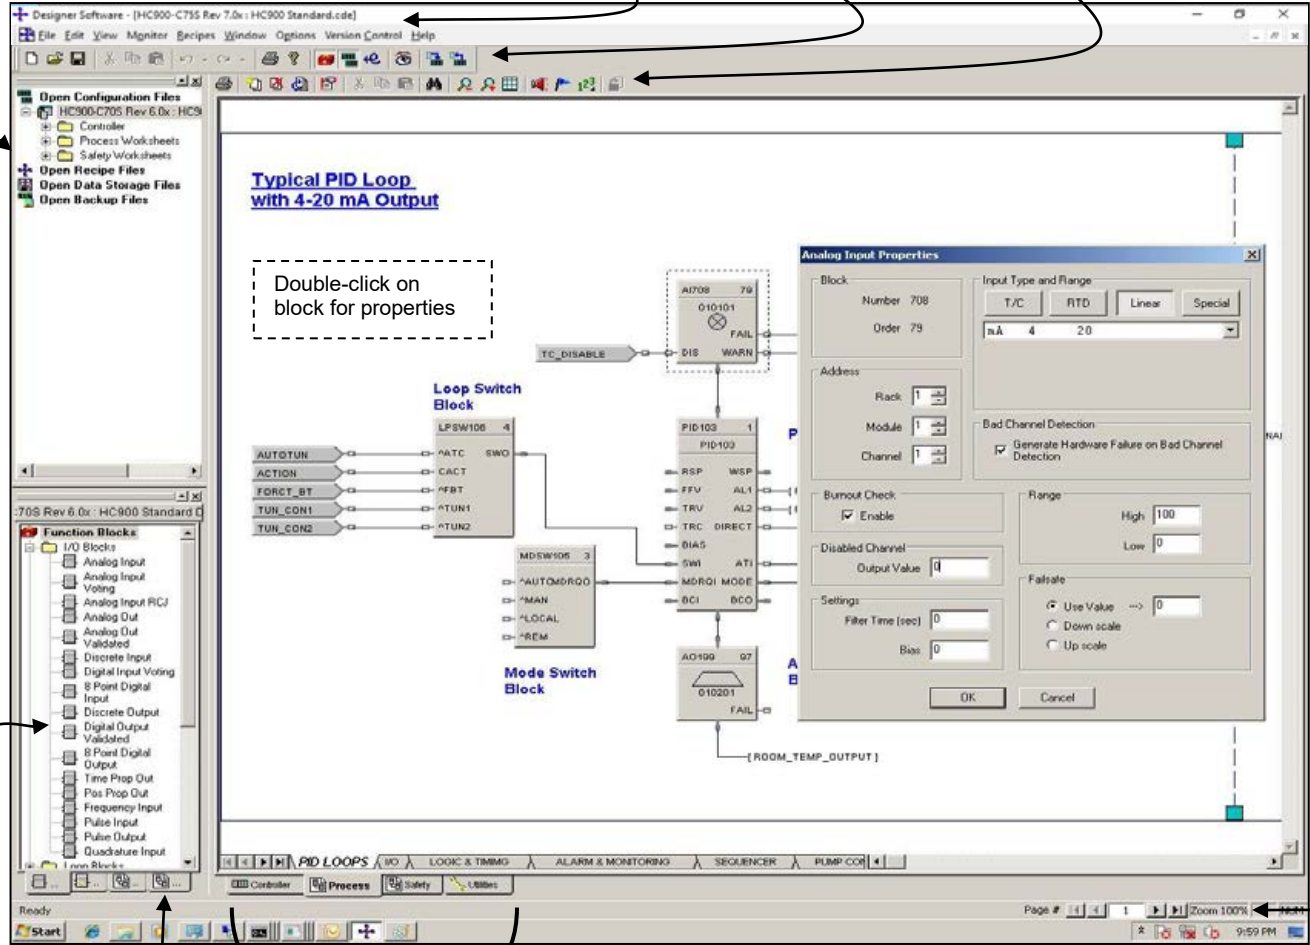 Designer Software - [HC900-C75S Rev 7.0x : HC900 Standard.cde]
File Edit View Monitor Recipes Window Options Version Control Help
Open Configuration Files
HC900-C70S Rev 6.0x : HC9
Controller
Process Worksheets
Safety Worksheets
Open Recipe Files
Open Data Storage Files
Open Backup Files
:70S Rev 6.0x : HC900 Standard
Function Blocks
I/O Blocks
Analog Input
Analog Input
Voting
Analog Input RCJ
Analog Out
Analog Out
Validated
Discrete Input
Digital Input Voting
8 Point Digital
Input
Discrete Output
Digital Output
Validated
8 Point Digital
Output
Time Prop Out
Pos Prop Out
Frequency Input
Pulse Input
Pulse Output
Quadrature Input
Loop Blocks
Typical PID Loop
with 4-20 mA Output
Double-click on
block for properties
AI708 79
010101
FAIL
DIS WARN
TC_DISABLE
Loop Switch
Block
LPSW106 4
^ATC SWO
CACT
^FBT
^TUN1
^TUN2
AUTOTUN
ACTION
FORCT_BT
TUN_CON1
TUN_CON2
PID103 1
PID103
RSP WSP
FFV AL1
TRV AL2
TRC DIRECT
BIAS
SWI ATI
MDRQI MODE
BCI BCO
MDSW105 3
^AUTOMDRQO
^MAN
^LOCAL
^REM
Mode Switch
Block
AO199 97
010201
FAIL
[ROOM_TEMP_OUTPUT]
P
A
B
NAL
Analog Input Properties
Block
Number 708
Order 79
Address
Rack 1
Module 1
Channel 1
Burnout Check
Enable
Disabled Channel
Output Value 0
Settings
Filter Time (sec) 0
Bias 0
Input Type and Range
T/C RTD Linear Special
mA 4 20
Bad Channel Detection
Generate Hardware Failure on Bad Channel
Detection
Range
High 100
Low 0
Failsafe
Use Value ---> 0
Down scale
Up scale
OK Cancel
PID LOOPS I/O LOGIC & TIMING ALARM & MONITORING SEQUENCER PUMP CO
Controller Process Safety Utilities
Ready
Page # 1 Zoom 100% NUM
Start 9:59 PM